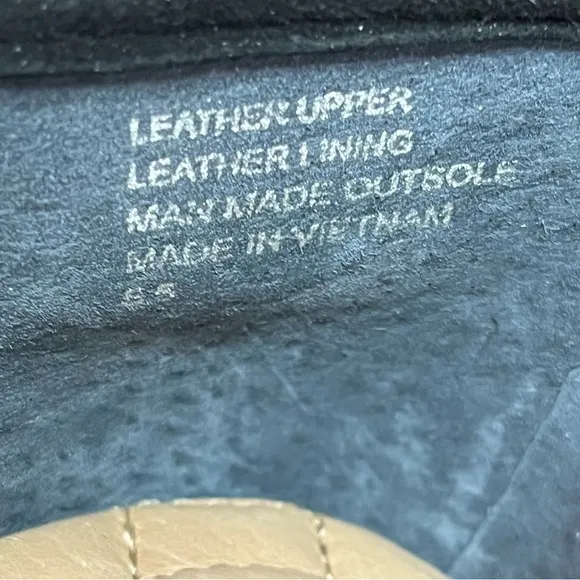 LEATHER UPPER
LEATHER LINING
MAN MADE OUTSOLE
MADE IN VIETNAM